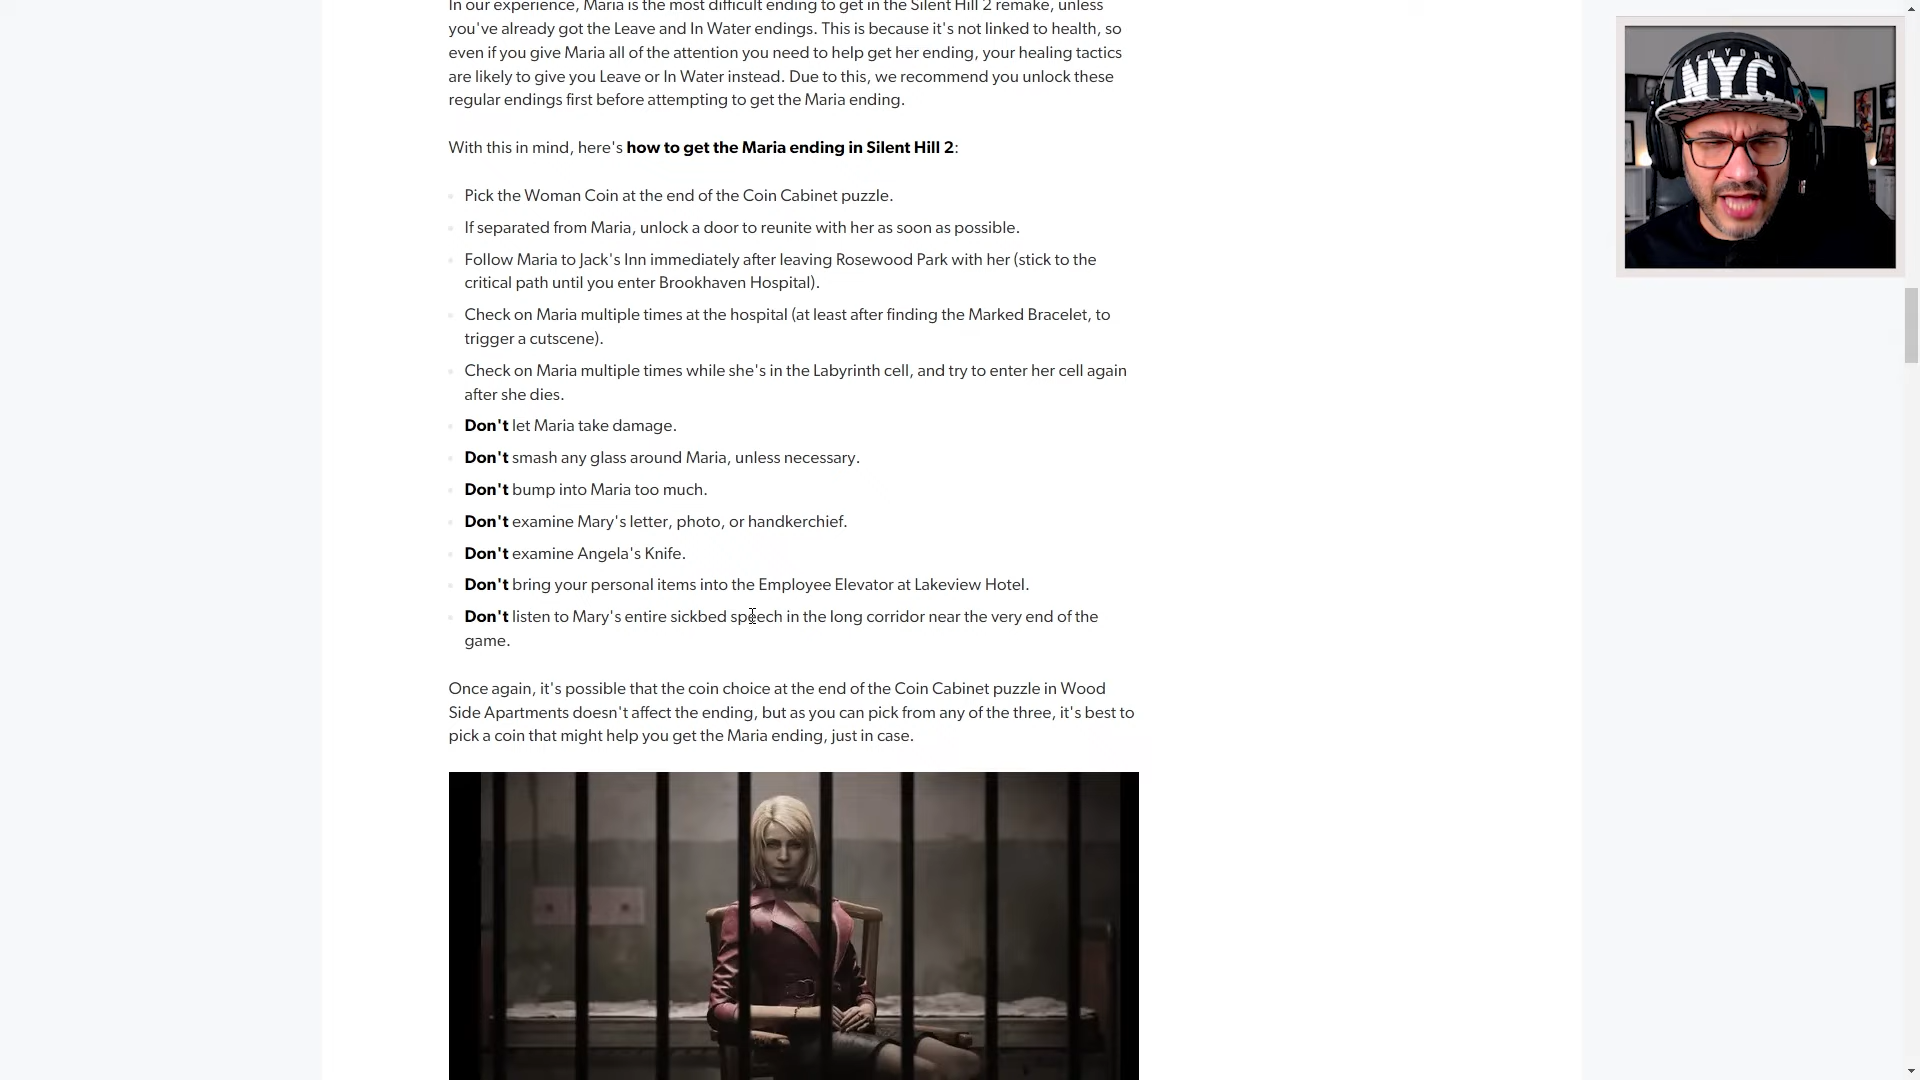 In our experience, Maria is the most difficult ending to get in the Silent Hill 2 remake, unless
you've already got the Leave and In Water endings. This is because it's not linked to health, so
even if you give Maria all of the attention you need to help get her ending, your healing tactics
are likely to give you Leave or In Water instead. Due to this, we recommend you unlock these
regular endings first before attempting to get the Maria ending.
With this in mind, here's how to get the Maria ending in Silent Hill 2:
Pick the Woman Coin at the end of the Coin Cabinet puzzle.
If separated from Maria, unlock a door to reunite with her as soon as possible.
Follow Maria to Jack's Inn immediately after leaving Rosewood Park with her (stick to the
critical path until you enter Brookhaven Hospital).
Check on Maria multiple times at the hospital (at least after finding the Marked Bracelet, to
trigger a cutscene).
Check on Maria multiple times while she's in the Labyrinth cell, and try to enter her cell again
after she dies.
Don't let Maria take damage.
Don't smash any glass around Maria, unless necessary.
Don't bump into Maria too much.
Don't examine Mary's letter, photo, or handkerchief.
Don't examine Angela's Knife.
Don't bring your personal items into the Employee Elevator at Lakeview Hotel.
Don't listen to Mary's entire sickbed speech in the long corridor near the very end of the
game.
Once again, it's possible that the coin choice at the end of the Coin Cabinet puzzle in Wood
Side Apartments doesn't affect the ending, but as you can pick from any of the three, it's best to
pick a coin that might help you get the Maria ending, just in case.
NEW YORK
NYC